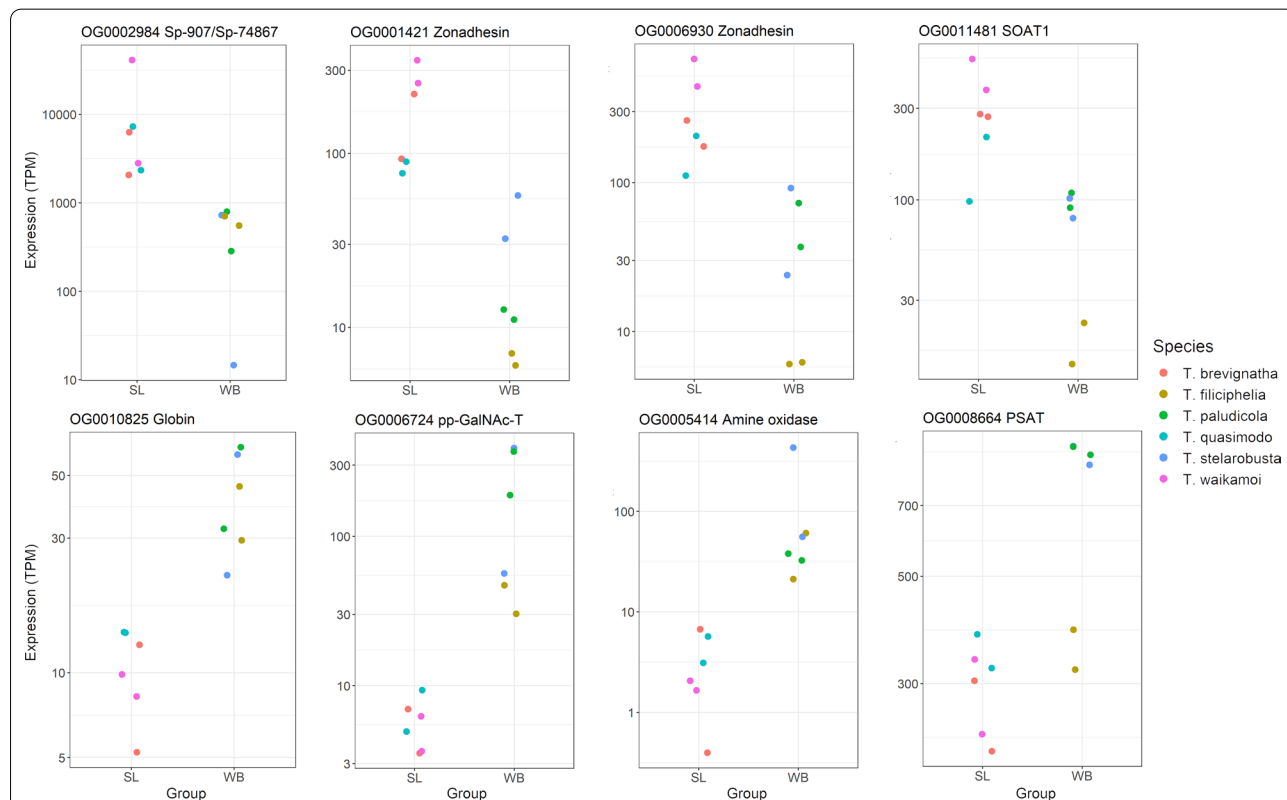 OG0002984 Sp-907/Sp-74867
OG0001421 Zonadhesin
OG0006930 Zonadhesin
OG0011481 SOAT1
Expression (TPM)
10000
1000
100
10
SL
WB
300
100
30
10
SL
WB
300
100
30
10
SL
WB
300
100
30
SL
WB
OG0010825 Globin
OG0006724 pp-GalNAc-T
OG0005414 Amine oxidase
OG0008664 PSAT
Expression (TPM)
50
30
10
5
SL
WB
Group
300
100
30
10
3
SL
WB
Group
100
10
1
SL
WB
Group
700
500
300
SL
WB
Group
Species
T. brevignatha
T. filiciphelia
T. paludicola
T. quasimodo
T. stelarobusta
T. waikamoi